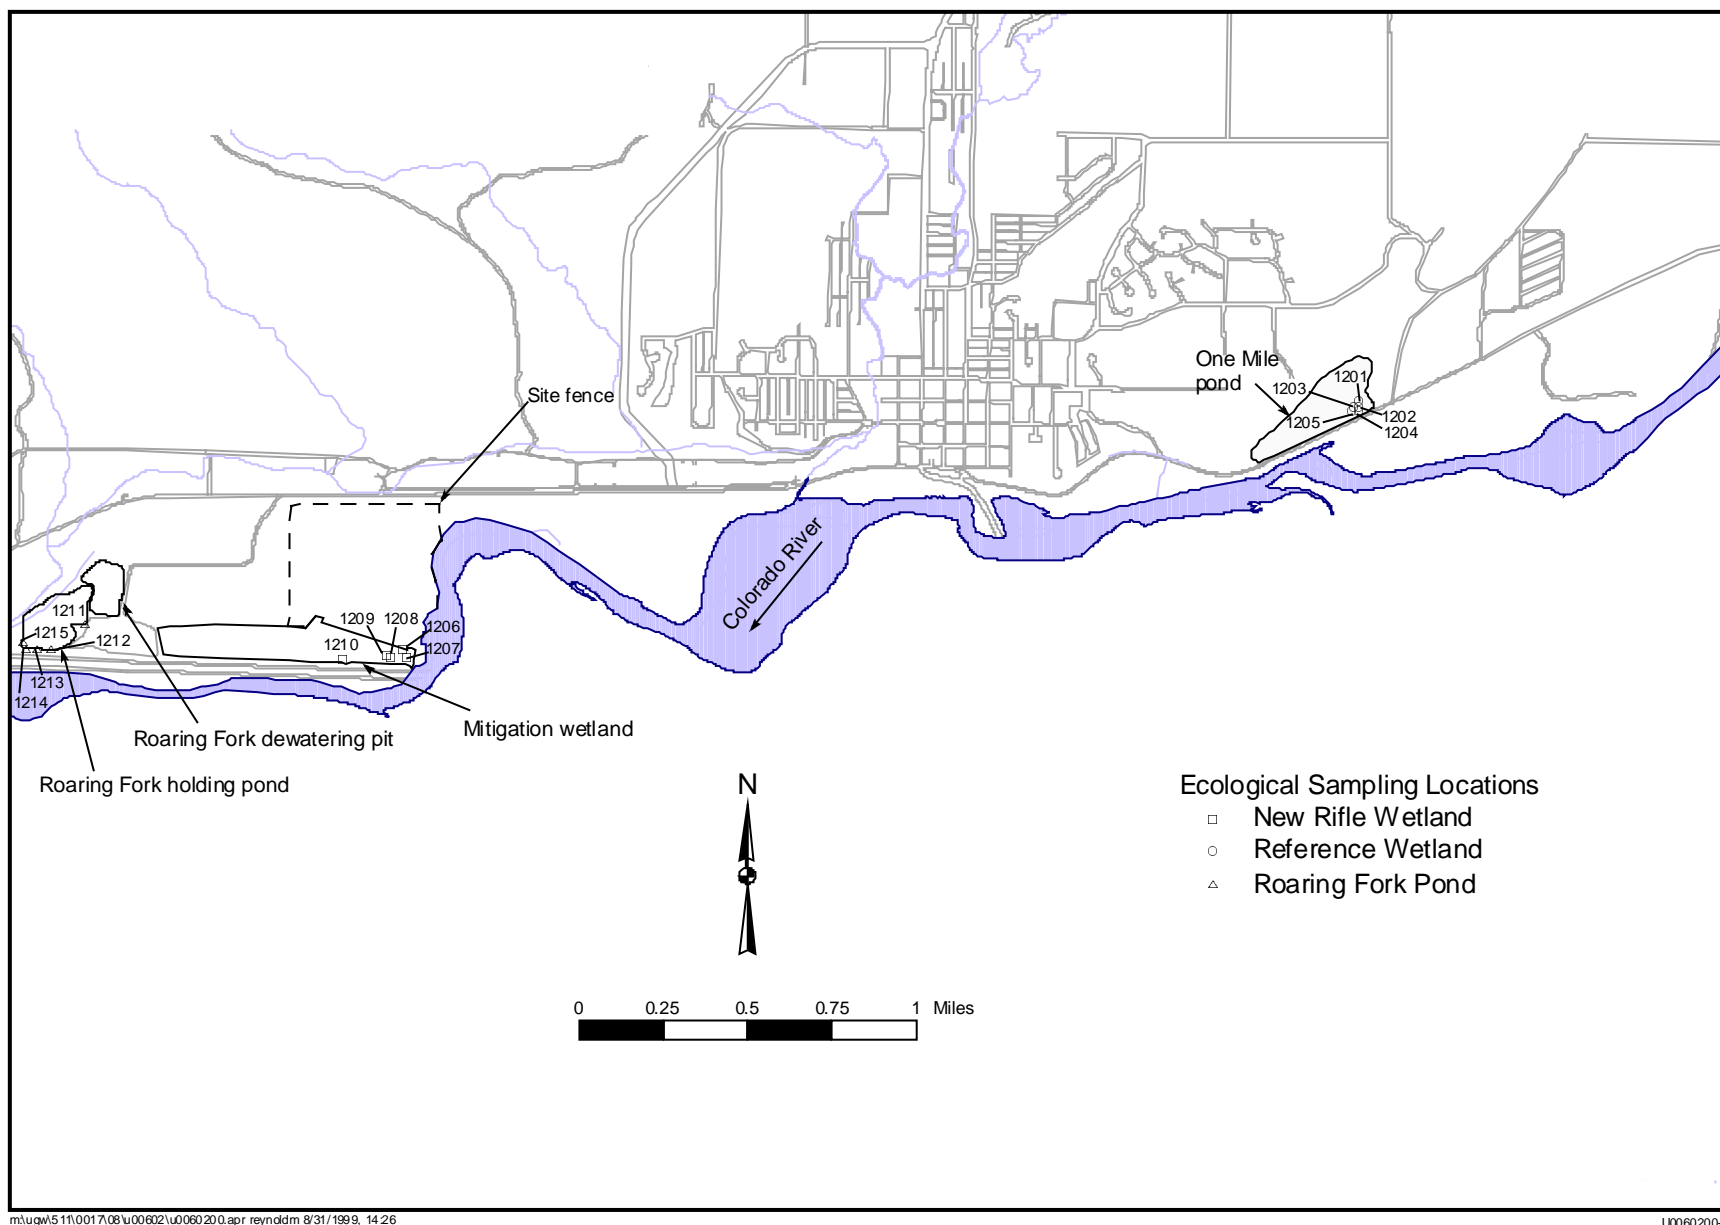 One Mile
pond
1203
1201
1205
1202
1204
Site fence
Colorado River
1211
1215
1212
1213
1214
1209
1208
1206
1210
1207
Mitigation wetland
Roaring Fork dewatering pit
Roaring Fork holding pond
N
Ecological Sampling Locations
New Rifle Wetland
Reference Wetland
Roaring Fork Pond
0 0.25 0.5 0.75 1 Miles
m:\ugw\511\0017\08\u00602\u0060200.apr reynoldm 8/31/1999, 14:26